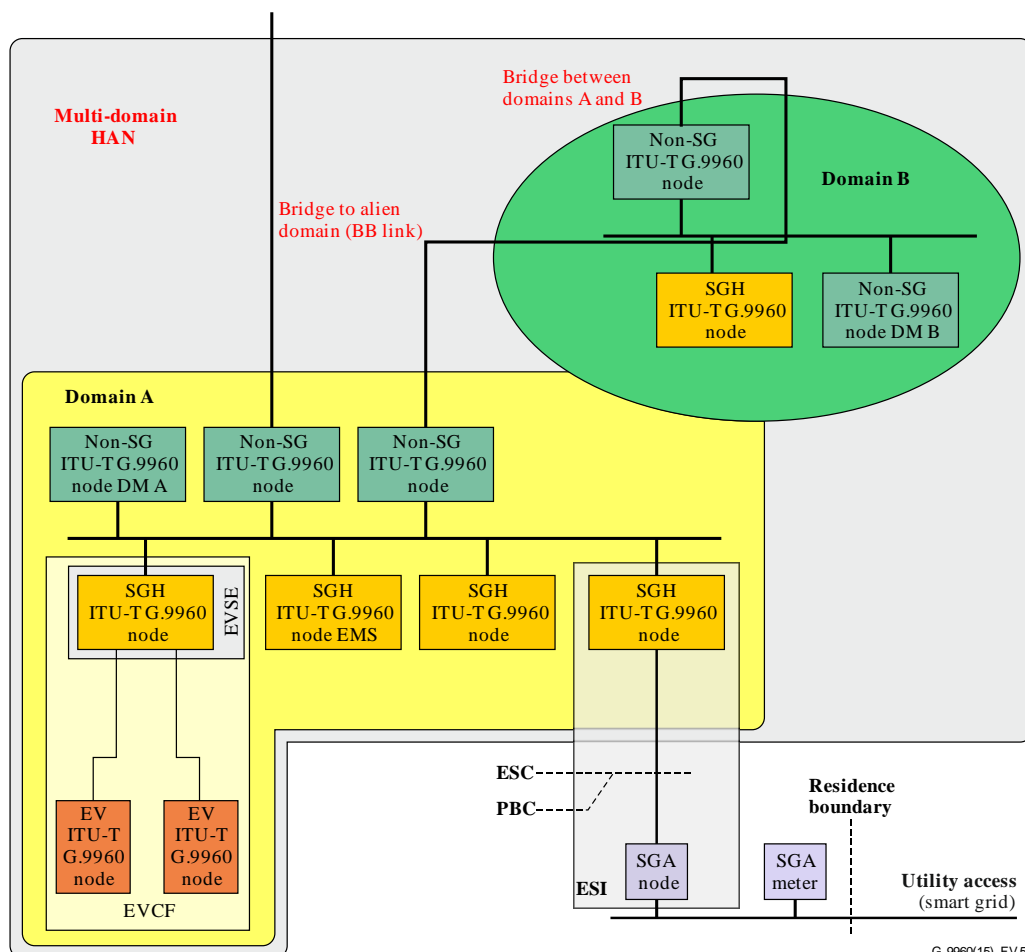 Multi-domain
HAN
Bridge between
domains A and B
Non-SG
ITU-T G.9960
node
Domain B
Bridge to alien
domain (BB link)
SGH
ITU-T G.9960
node
Non-SG
ITU-T G.9960
node DM B
Domain A
Non-SG
ITU-T G.9960
node DM A
Non-SG
ITU-T G.9960
node
Non-SG
ITU-T G.9960
node
SGH
ITU-T G.9960
node
EVSE
SGH
ITU-T G.9960
node EMS
SGH
ITU-T G.9960
node
SGH
ITU-T G.9960
node
ESC
PBC
Residence
boundary
EV
ITU-T
G.9960
node
EV
ITU-T
G.9960
node
EVCF
ESI
SGA
node
SGA
meter
Utility access
(smart grid)